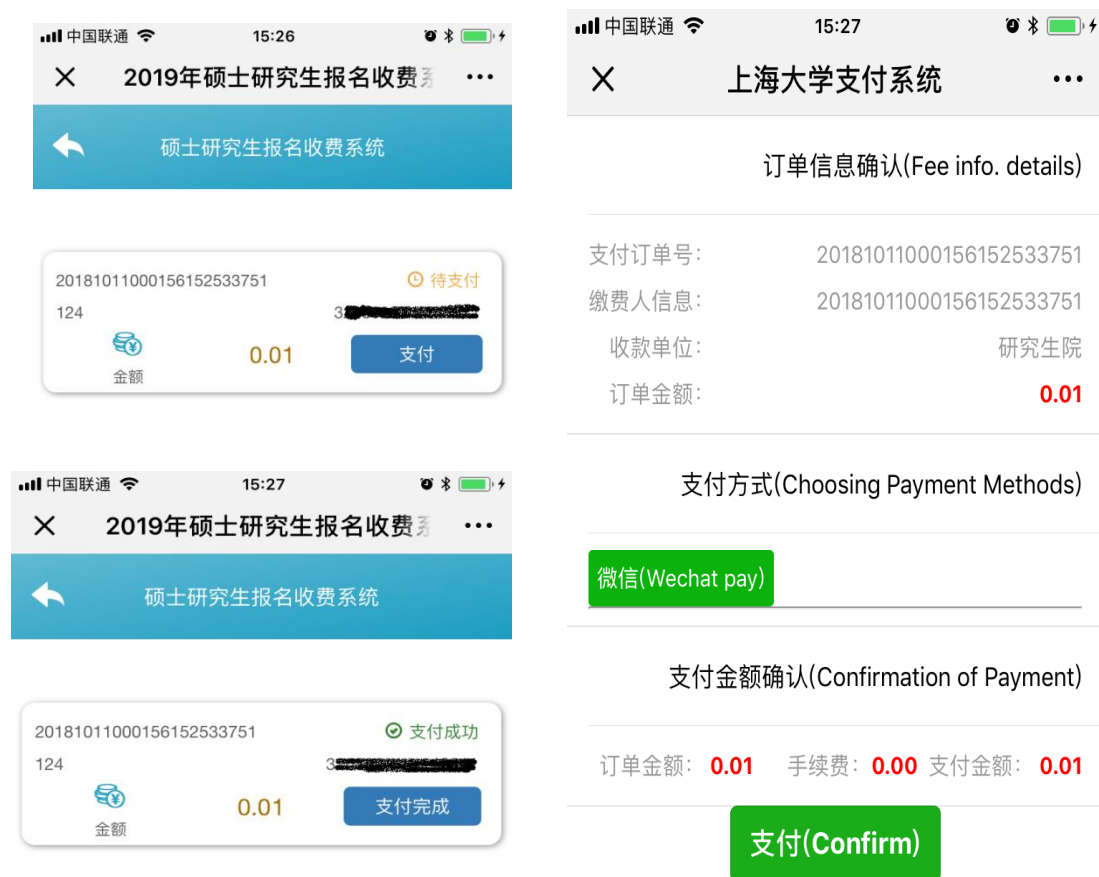 中国联通 15:26
2019年硕士研究生报名收费
硕士研究生报名收费系统
201810110001561525​33751 待支付
124 3
0.01 支付
金额
中国联通 15:27
2019年硕士研究生报名收费
硕士研究生报名收费系统
20181011000156152533751 支付成功
124 3
0.01 支付完成
金额
中国联通 15:27
上海大学支付系统
订单信息确认(Fee info. details)
支付订单号: 20181011000156152533751
缴费人信息: 20181011000156152533751
收款单位: 研究生院
订单金额: 0.01
支付方式(Choosing Payment Methods)
微信(Wechat pay)
支付金额确认(Confirmation of Payment)
订单金额: 0.01 手续费: 0.00 支付金额: 0.01
支付(Confirm)